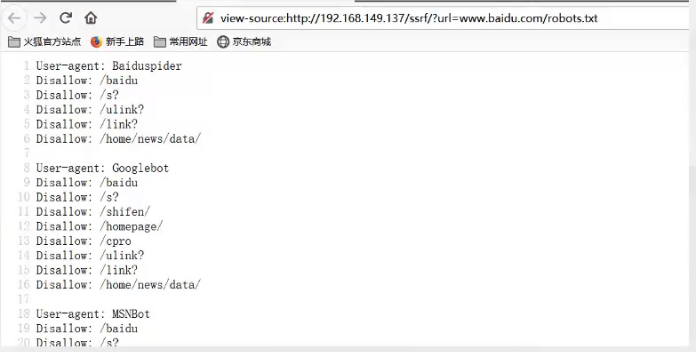 view-source:http://192.168.149.137/ssrf/?url=www.baidu.com/robots.txt
火狐官方站点 新手上路 常用网址 京东商城
1 User-agent: Baiduspider
2 Disallow: /baidu
3 Disallow: /s?
4 Disallow: /ulink?
5 Disallow: /link?
6 Disallow: /home/news/data/
7
8 User-agent: Googlebot
9 Disallow: /baidu
10 Disallow: /s?
11 Disallow: /shifen/
12 Disallow: /homepage/
13 Disallow: /cpro
14 Disallow: /ulink?
15 Disallow: /link?
16 Disallow: /home/news/data/
17
18 User-agent: MSNBot
19 Disallow: /baidu
20 Disallow: /s?